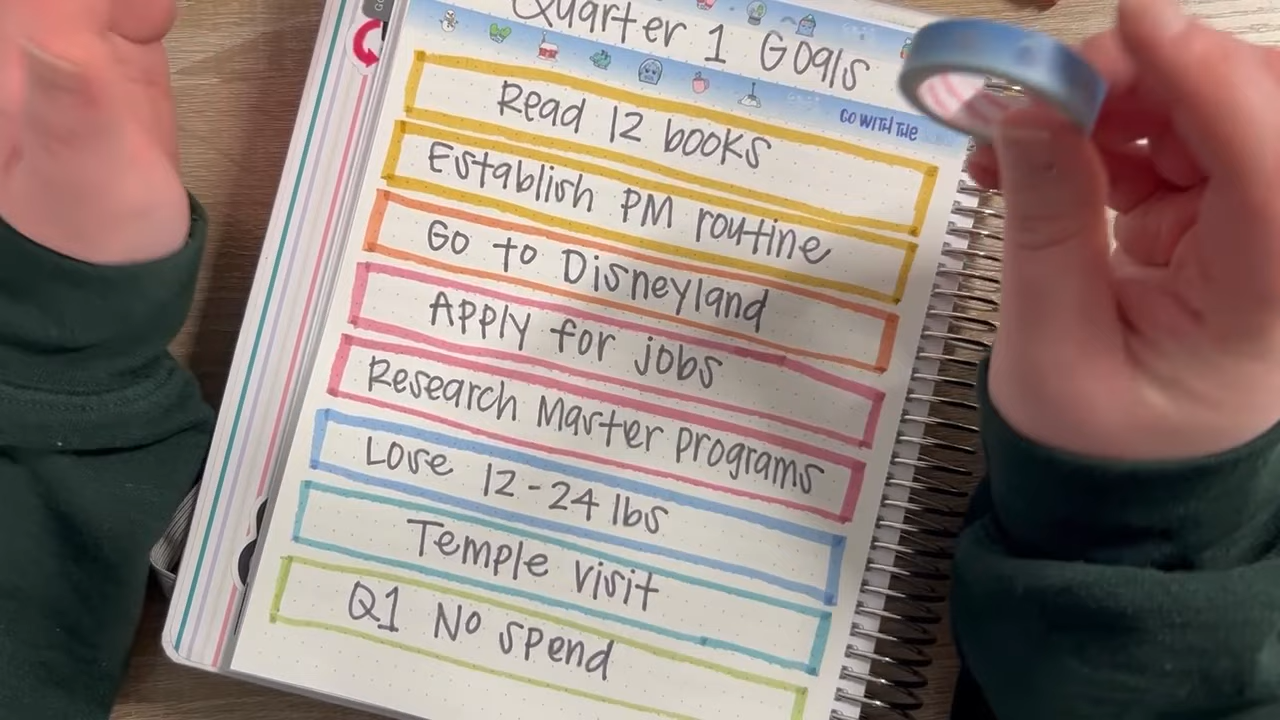 Quarter 1 Goals
GO WITH THE
Read 12 books
Establish PM routine
Go to Disneyland
Apply for jobs
Research Master programs
Lose 12-24 lbs
Temple visit
Q1 No spend